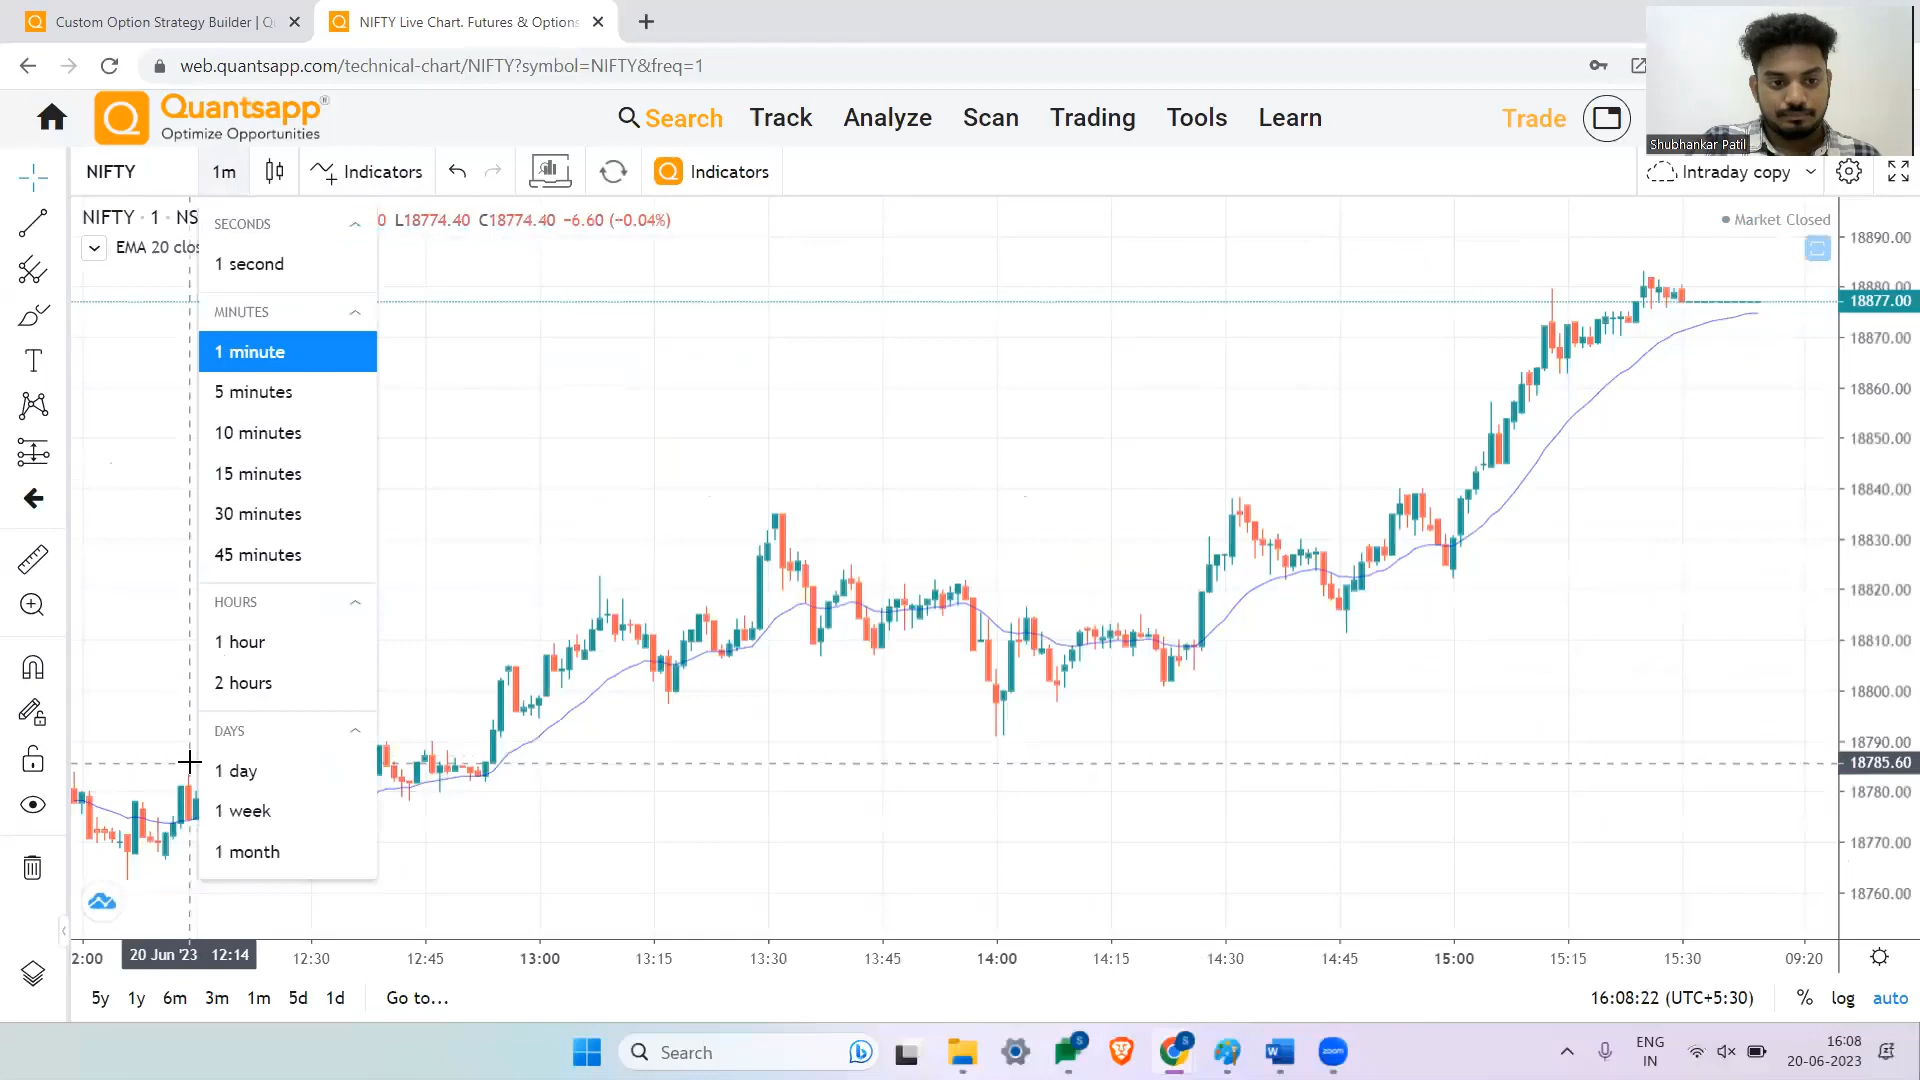 Custom Option Strategy Builder | Q
NIFTY Live Chart. Futures & Options
web.quantsapp.com/technical-chart/NIFTY?symbol=NIFTY&freq=1
Quantsapp®
Optimize Opportunities
Search
Track
Analyze
Scan
Trading
Tools
Learn
Trade
Shubhankar Patil
NIFTY
1m
Indicators
Indicators
Intraday copy
NIFTY · 1 · NS
0 L18774.40 C18774.40 −6.60 (−0.04%)
Market Closed
EMA 20 clos
SECONDS
1 second
MINUTES
1 minute
5 minutes
10 minutes
15 minutes
30 minutes
45 minutes
HOURS
1 hour
2 hours
DAYS
1 day
1 week
1 month
18890.00
18880.00
18877.00
18870.00
18860.00
18850.00
18840.00
18830.00
18820.00
18810.00
18800.00
18790.00
18785.60
18780.00
18770.00
18760.00
2:00
20 Jun '23 12:14
12:30
12:45
13:00
13:15
13:30
13:45
14:00
14:15
14:30
14:45
15:00
15:15
15:30
09:20
5y 1y 6m 3m 1m 5d 1d
Go to...
16:08:22 (UTC+5:30)
% log auto
Search
zoom
ENG
IN
16:08
20-06-2023